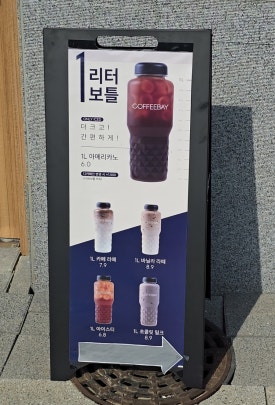 1 리터
보틀
더 크고!
간편하게!
COFFEEBAY
1L 아메리카노
6.0
1L 카페 라떼
7.9
1L 바닐라 라떼
8.9
1L 아이스티
6.8
1L 초콜릿 밀크
8.9